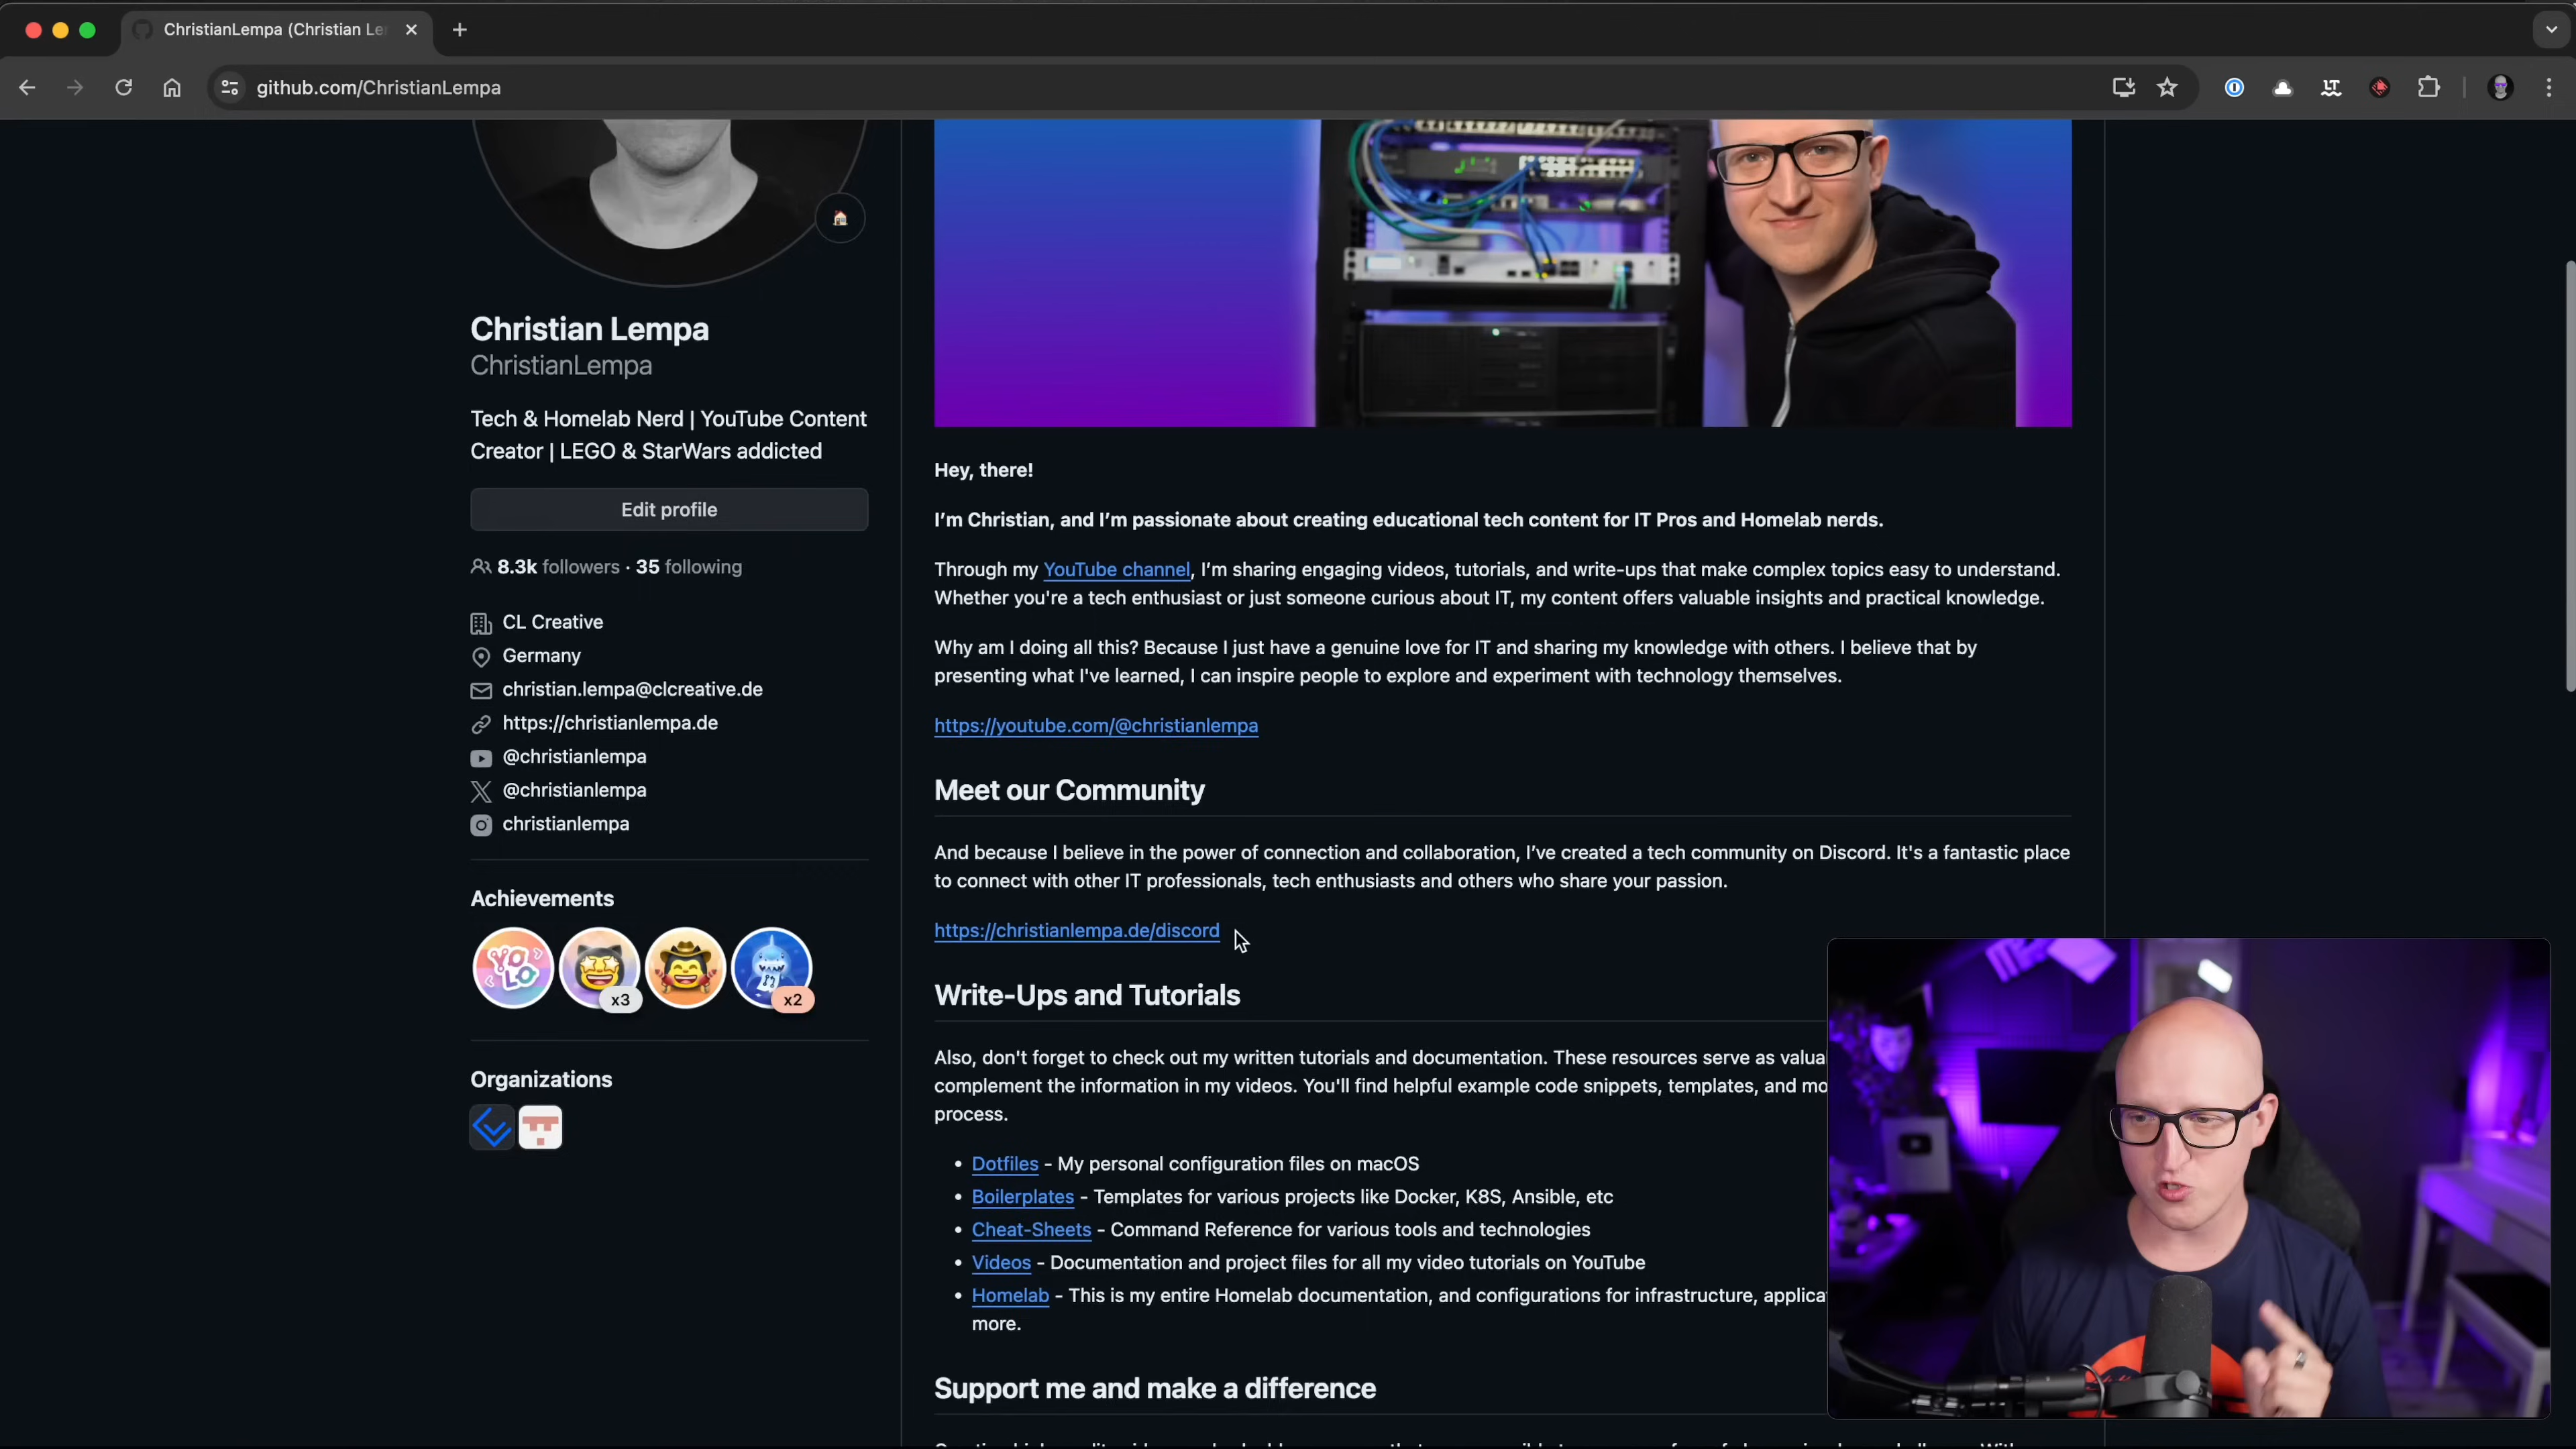 ChristianLempa (Christian Le
github.com/ChristianLempa
Christian Lempa
ChristianLempa
Tech & Homelab Nerd | YouTube Content
Creator | LEGO & StarWars addicted
Edit profile
8.3k followers · 35 following
CL Creative
Germany
christian.lempa@clcreative.de
https://christianlempa.de
@christianlempa
@christianlempa
christianlempa
Achievements
YOLO
x3
x2
Organizations
Hey, there!
I'm Christian, and I'm passionate about creating educational tech content for IT Pros and Homelab nerds.
Through my YouTube channel, I'm sharing engaging videos, tutorials, and write-ups that make complex topics easy to understand.
Whether you're a tech enthusiast or just someone curious about IT, my content offers valuable insights and practical knowledge.
Why am I doing all this? Because I just have a genuine love for IT and sharing my knowledge with others. I believe that by
presenting what I've learned, I can inspire people to explore and experiment with technology themselves.
https://youtube.com/@christianlempa
Meet our Community
And because I believe in the power of connection and collaboration, I've created a tech community on Discord. It's a fantastic place
to connect with other IT professionals, tech enthusiasts and others who share your passion.
https://christianlempa.de/discord
Write-Ups and Tutorials
Also, don't forget to check out my written tutorials and documentation. These resources serve as valua
complement the information in my videos. You'll find helpful example code snippets, templates, and mo
process.
• Dotfiles - My personal configuration files on macOS
• Boilerplates - Templates for various projects like Docker, K8S, Ansible, etc
• Cheat-Sheets - Command Reference for various tools and technologies
• Videos - Documentation and project files for all my video tutorials on YouTube
• Homelab - This is my entire Homelab documentation, and configurations for infrastructure, applica
more.
Support me and make a difference